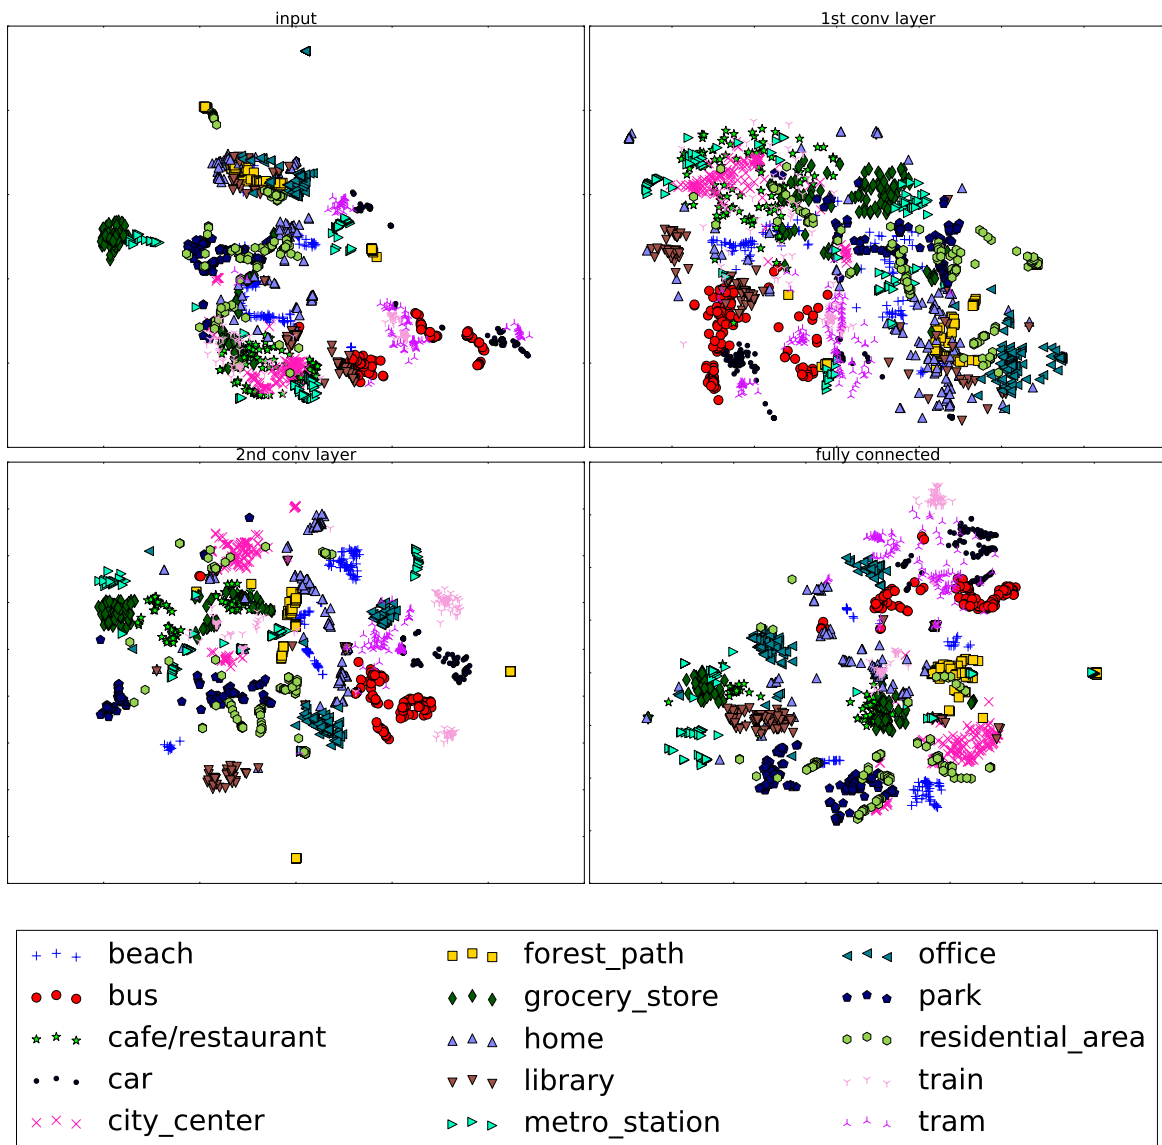 input
1st conv layer
2nd conv layer
fully connected
beach
forest_path
office
bus
grocery_store
park
cafe/restaurant
home
residential_area
car
library
train
city_center
metro_station
tram